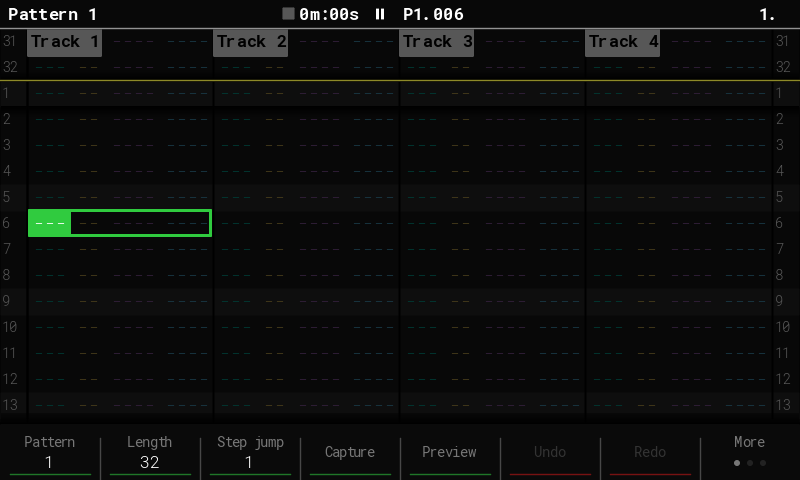 Pattern 1 0m:00s P1.006 1.
31 Track 1 Track 2 Track 3 Track 4 31
32 --- -- ---- ---- --- -- ---- ---- --- -- ---- ---- --- -- ---- ---- 32
1 --- -- ---- ---- --- -- ---- ---- --- -- ---- ---- --- -- ---- ---- 1
2 --- -- ---- ---- --- -- ---- ---- --- -- ---- ---- --- -- ---- ---- 2
3 --- -- ---- ---- --- -- ---- ---- --- -- ---- ---- --- -- ---- ---- 3
4 --- -- ---- ---- --- -- ---- ---- --- -- ---- ---- --- -- ---- ---- 4
5 --- -- ---- ---- --- -- ---- ---- --- -- ---- ---- --- -- ---- ---- 5
6 --- -- ---- ---- --- -- ---- ---- --- -- ---- ---- --- -- ---- ---- 6
7 --- -- ---- ---- --- -- ---- ---- --- -- ---- ---- --- -- ---- ---- 7
8 --- -- ---- ---- --- -- ---- ---- --- -- ---- ---- --- -- ---- ---- 8
9 --- -- ---- ---- --- -- ---- ---- --- -- ---- ---- --- -- ---- ---- 9
10 --- -- ---- ---- --- -- ---- ---- --- -- ---- ---- --- -- ---- ---- 10
11 --- -- ---- ---- --- -- ---- ---- --- -- ---- ---- --- -- ---- ---- 11
12 --- -- ---- ---- --- -- ---- ---- --- -- ---- ---- --- -- ---- ---- 12
13 --- -- ---- ---- --- -- ---- ---- --- -- ---- ---- --- -- ---- ---- 13
Pattern Length Step jump Capture Preview Undo Redo More
1 32 1